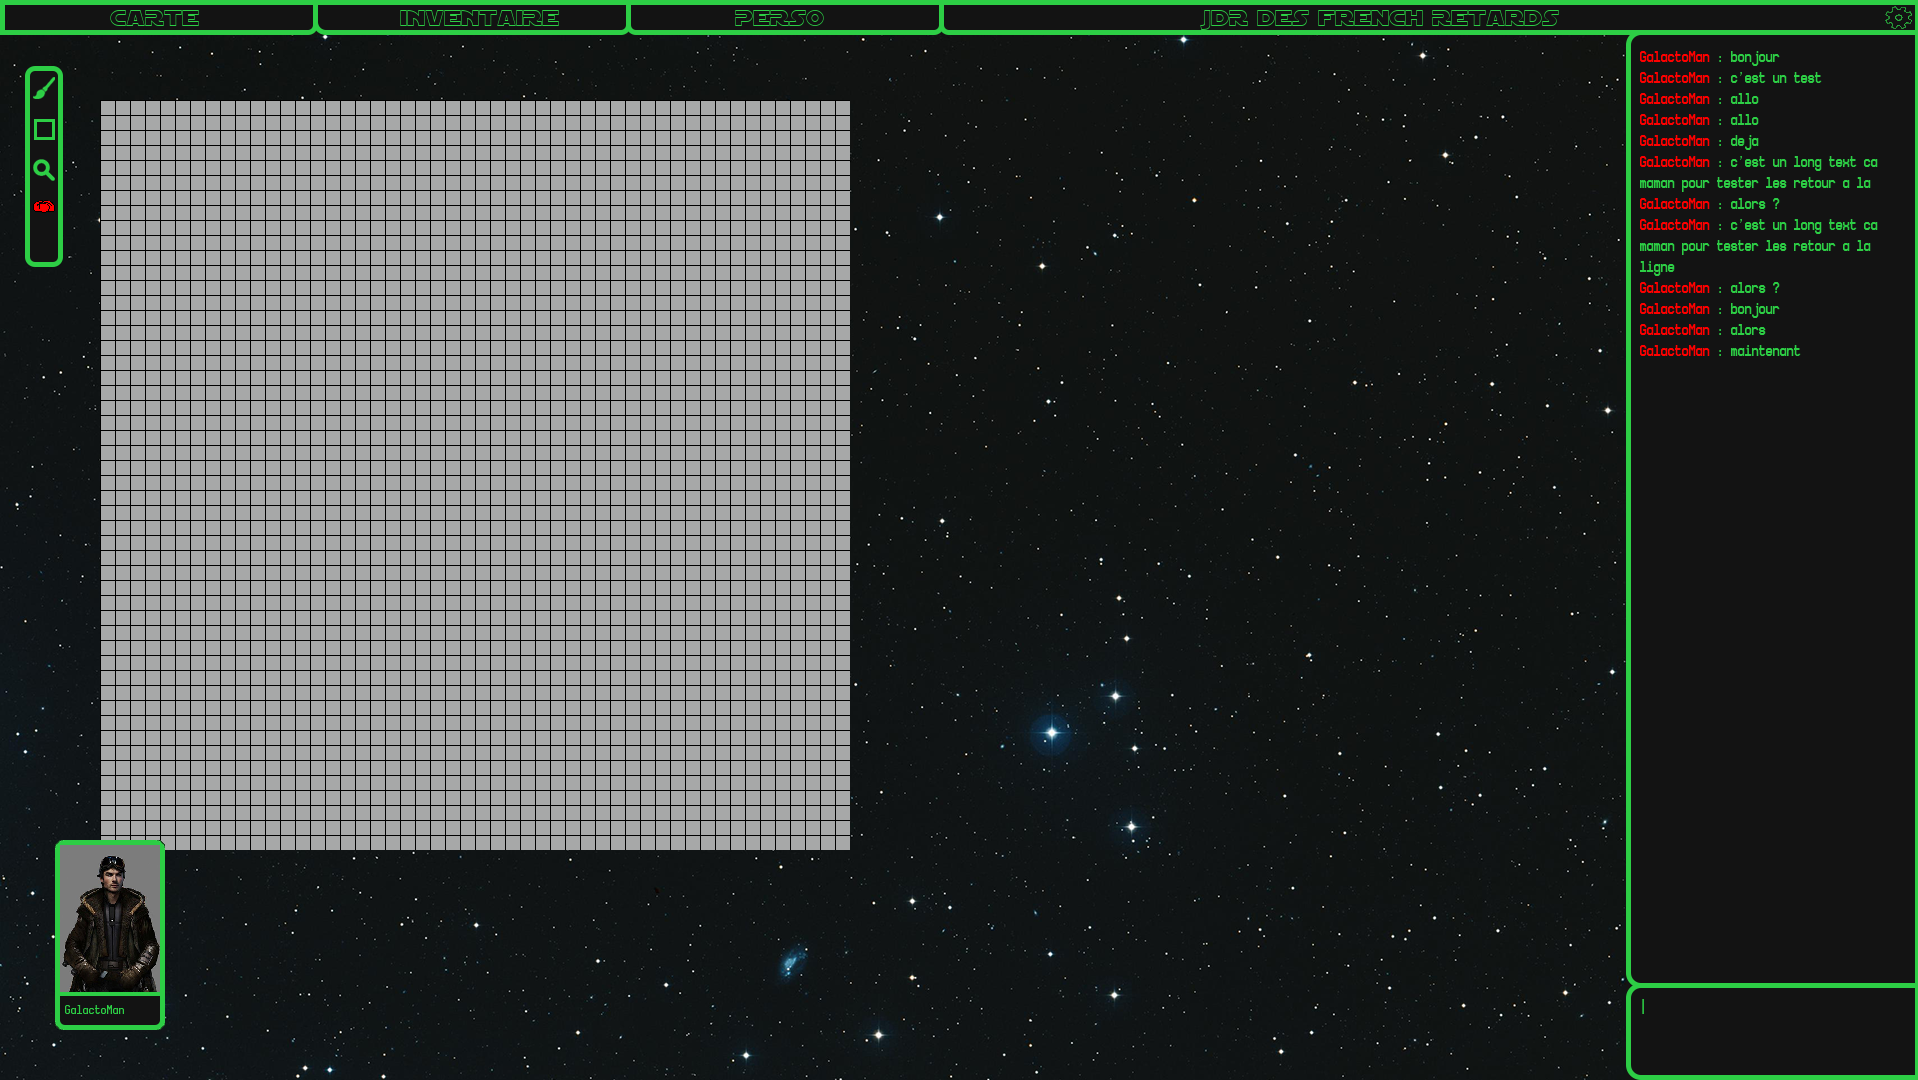 CARTE
INVENTAIRE
PERSO
JDR DES FRENCH RETARDS
GalactoMan : bonjour
GalactoMan : c'est un test
GalactoMan : allo
GalactoMan : allo
GalactoMan : deja
GalactoMan : c'est un long text ca
maman pour tester les retour a la
GalactoMan : alors ?
GalactoMan : c'est un long text ca
maman pour tester les retour a la
ligne
GalactoMan : alors ?
GalactoMan : bonjour
GalactoMan : alors
GalactoMan : maintenant
GalactoMan